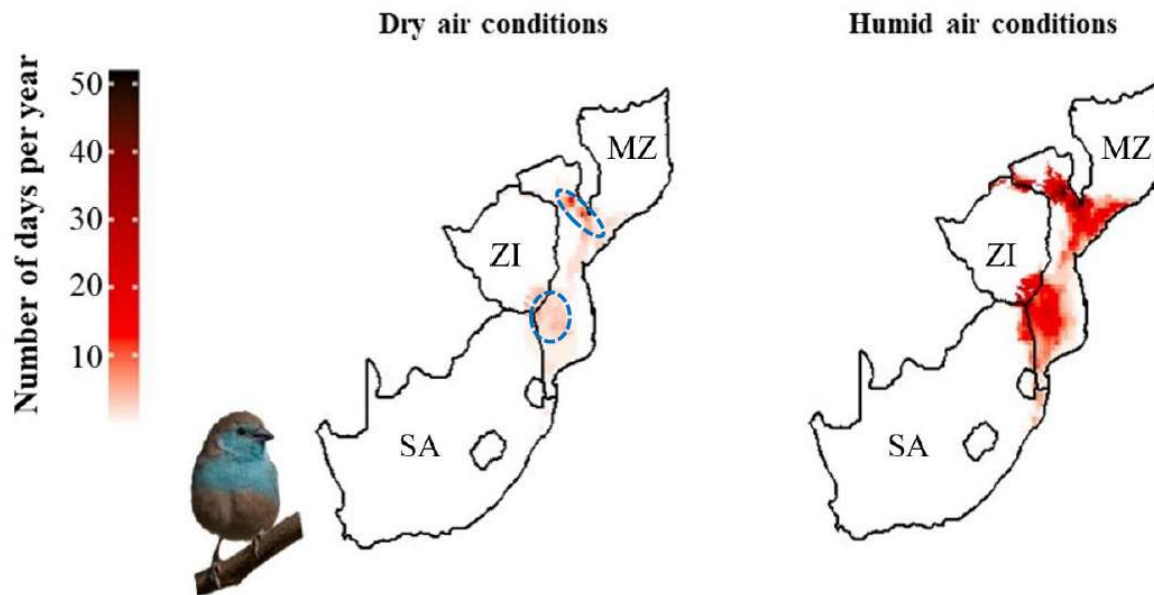 Dry air conditions
Humid air conditions
Number of days per year
50
40
30
20
10
MZ
ZI
SA
MZ
ZI
SA